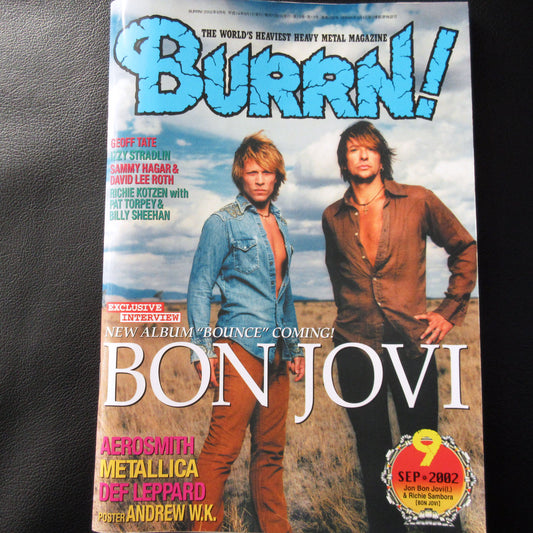 THE WORLD'S HEAVIEST HEAVY METAL MAGAZINE
BURRN!
GEOFF TATE
IZZY STRADLIN
SAMMY HAGAR &
DAVID LEE ROTH
RICHIE KOTZEN with
PAT TORPEY &
BILLY SHEEHAN
EXCLUSIVE
INTERVIEW
NEW ALBUM "BOUNCE" COMING!
BON JOVI
AEROSMITH
METALLICA
DEF LEPPARD
POSTER ANDREW W.K.
9
SEP 2002
Jon Bon Jovi(l.)
& Richie Sambora
[BON JOVI]